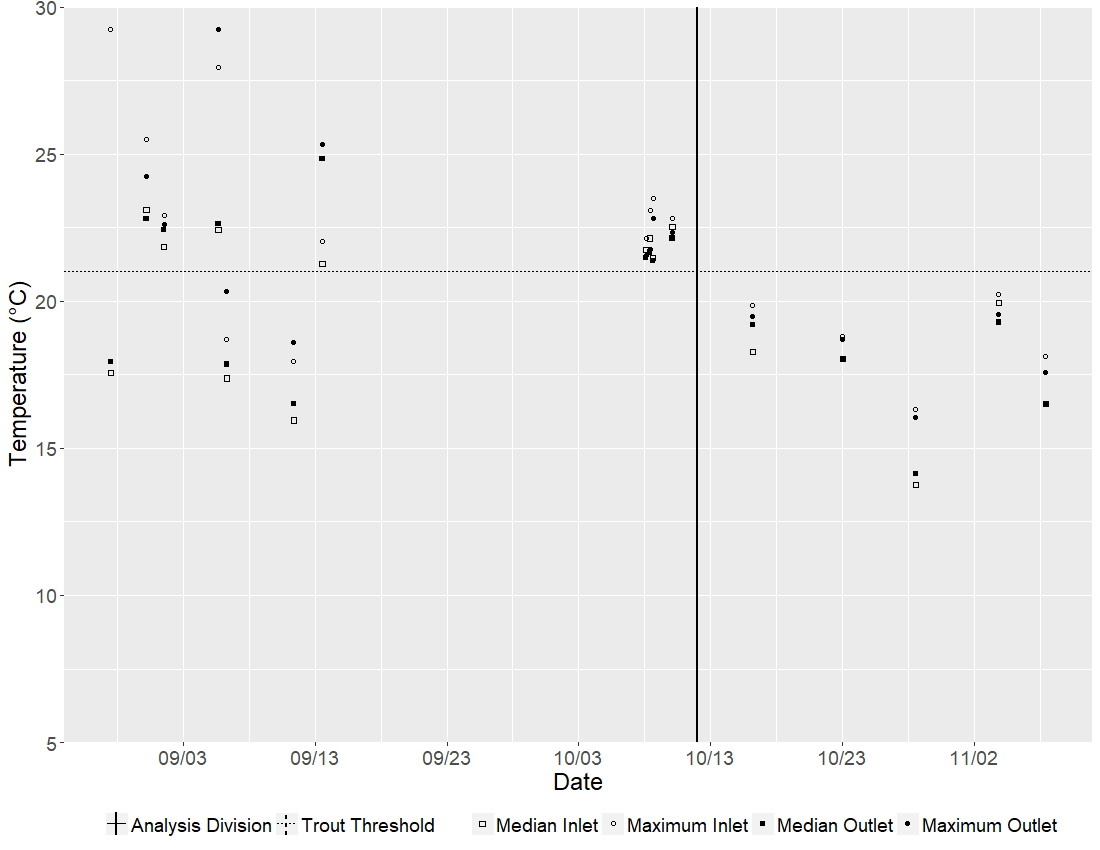 30
25
20
15
10
5
Temperature (°C)
09/03 09/13 09/23 10/03 10/13 10/23 11/02
Date
Analysis Division Trout Threshold Median Inlet Maximum Inlet Median Outlet Maximum Outlet